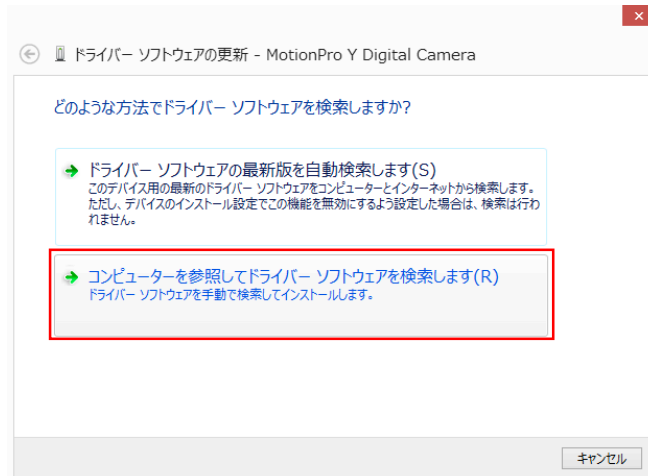 ドライバー ソフトウェアの更新 - MotionPro Y Digital Camera
どのような方法でドライバー ソフトウェアを検索しますか?
ドライバー ソフトウェアの最新版を自動検索します(S)
このデバイス用の最新のドライバー ソフトウェアをコンピューターとインターネットから検索します。
ただし、デバイスのインストール設定でこの機能を無効にするよう設定した場合は、検索は行わ
れません。
コンピューターを参照してドライバー ソフトウェアを検索します(R)
ドライバー ソフトウェアを手動で検索してインストールします。
キャンセル